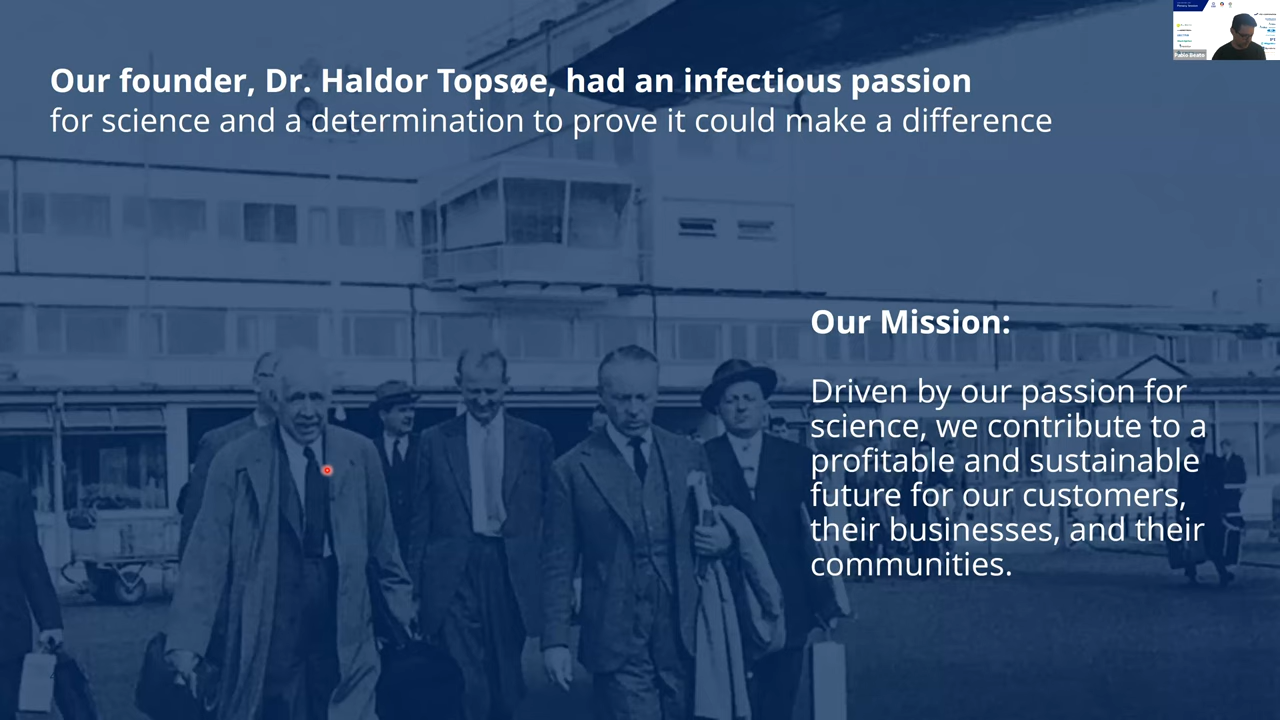 Our founder, Dr. Haldor Topsøe, had an infectious passion
for science and a determination to prove it could make a difference
Our Mission:
Driven by our passion for
science, we contribute to a
profitable and sustainable
future for our customers,
their businesses, and their
communities.
Pablo Beato